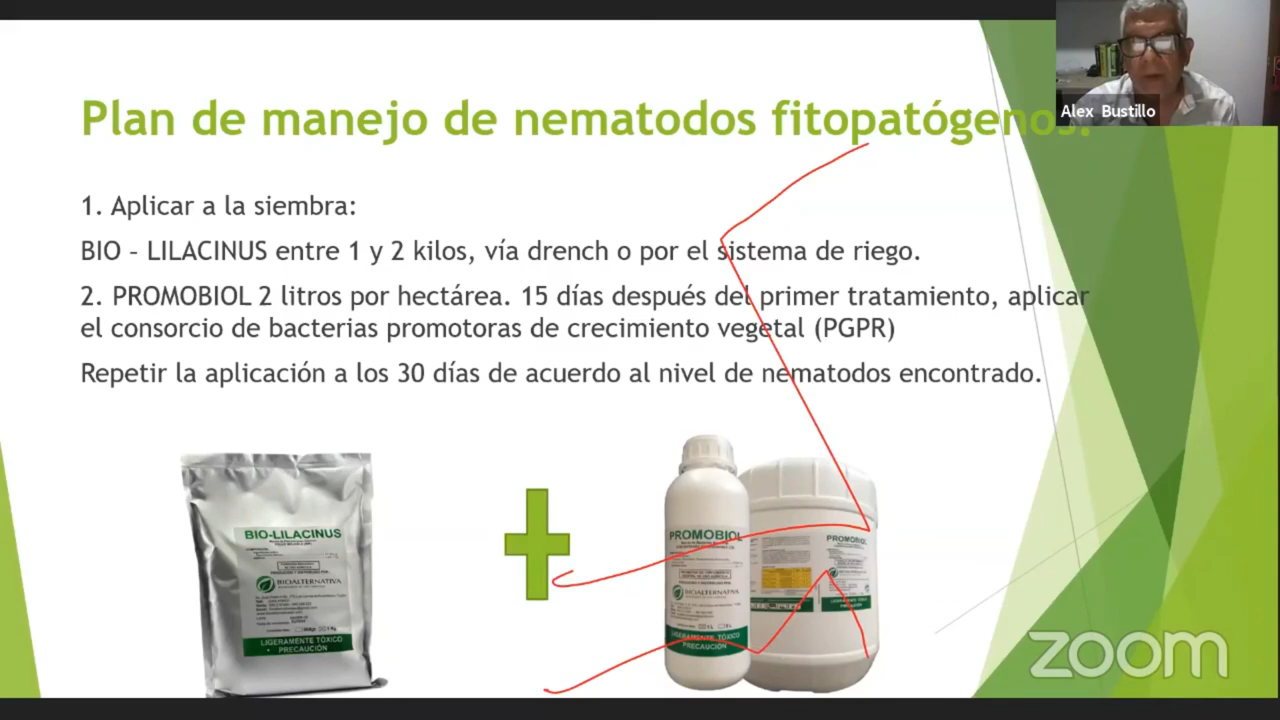 Plan de manejo de nematodos fitopatógenos.
Alex Bustillo
1. Aplicar a la siembra:
BIO – LILACINUS entre 1 y 2 kilos, vía drench o por el sistema de riego.
2. PROMOBIOL 2 litros por hectárea. 15 días después del primer tratamiento, aplicar
el consorcio de bacterias promotoras de crecimiento vegetal (PGPR)
Repetir la aplicación a los 30 días de acuerdo al nivel de nematodos encontrado.
BIO-LILACINUS
BIOALTERNATIVA
LIGERAMENTE TÓXICO
PRECAUCIÓN
PROMOBIOL
BIOALTERNATIVA
LIGERAMENTE TÓXICO
PRECAUCIÓN
PROMOBIOL
zoom